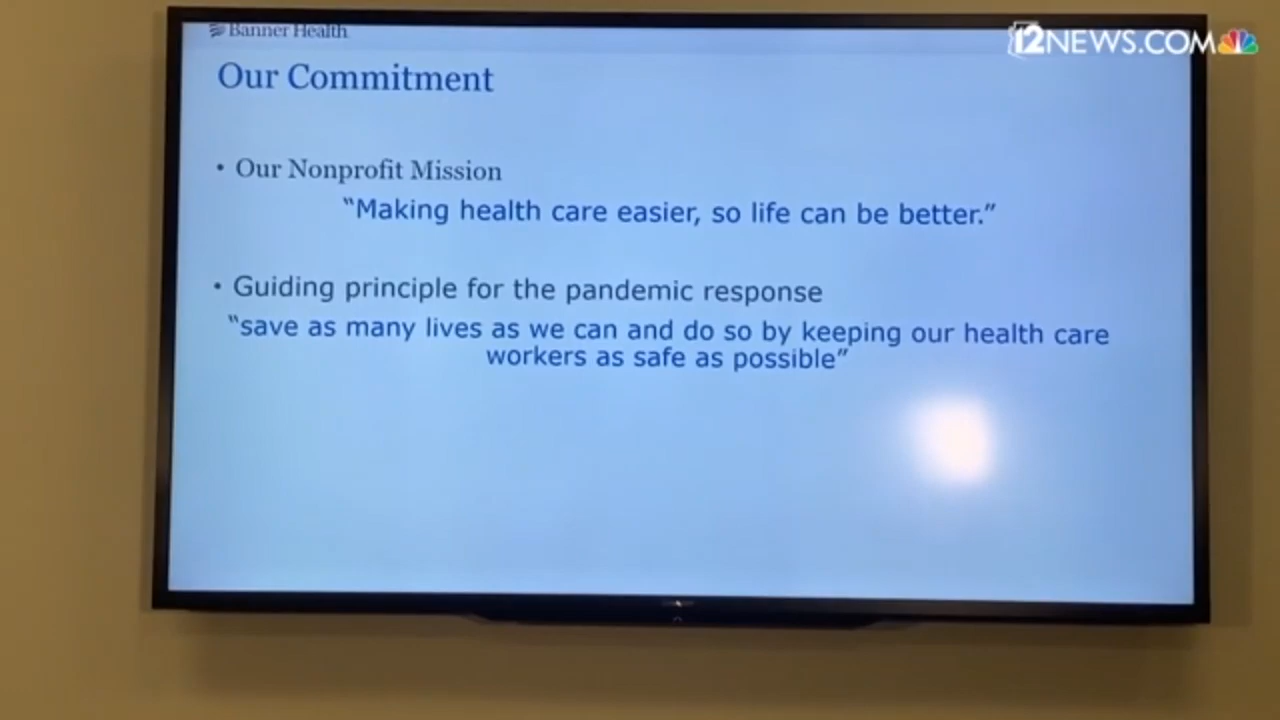 Banner Health
12NEWS.COM
Our Commitment
• Our Nonprofit Mission
“Making health care easier, so life can be better.”
• Guiding principle for the pandemic response
“save as many lives as we can and do so by keeping our health care
workers as safe as possible”